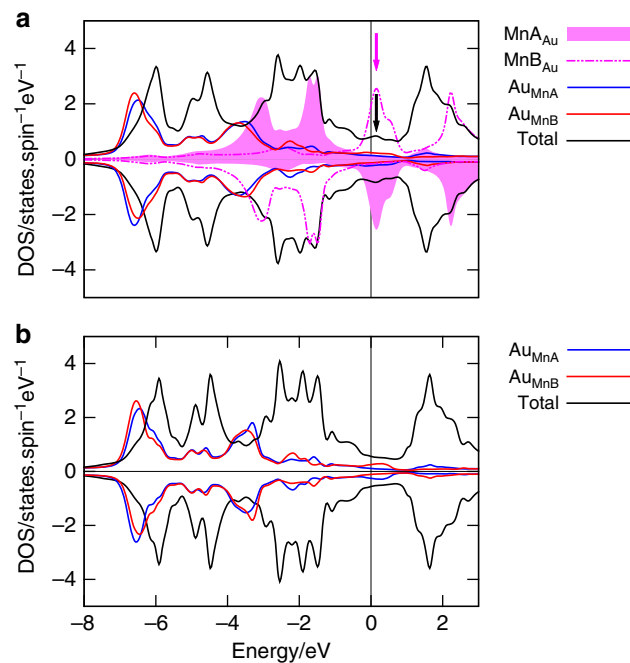 a
DOS/states.spin⁻¹eV⁻¹
4
2
0
−2
−4
MnA_Au
MnB_Au
Au_MnA
Au_MnB
Total
b
DOS/states.spin⁻¹eV⁻¹
4
2
0
−2
−4
Au_MnA
Au_MnB
Total
−8 −6 −4 −2 0 2
Energy/eV